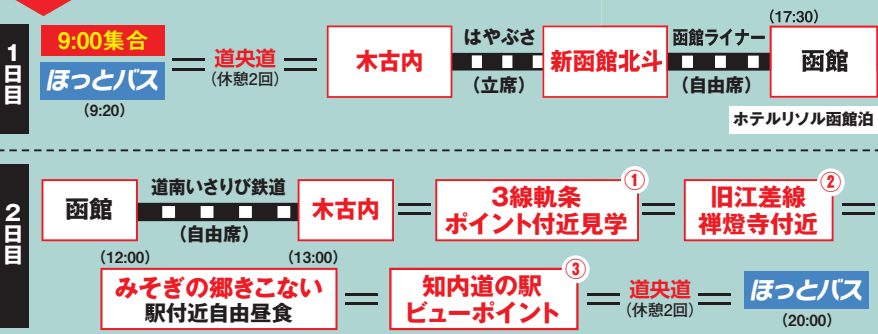 1日目
9:00集合
ほっとバス
(9:20)
道央道
(休憩2回)
木古内
はやぶさ
(立席)
新函館北斗
函館ライナー
(自由席)
(17:30)
函館
ホテルリソル函館泊
2日目
函館
道南いさりび鉄道
(自由席)
木古内
①
3線軌条
ポイント付近見学
②
旧江差線
禅燈寺付近
(12:00)
(13:00)
みそぎの郷きこない
駅付近自由昼食
③
知内道の駅
ビューポイント
道央道
(休憩2回)
ほっとバス
(20:00)